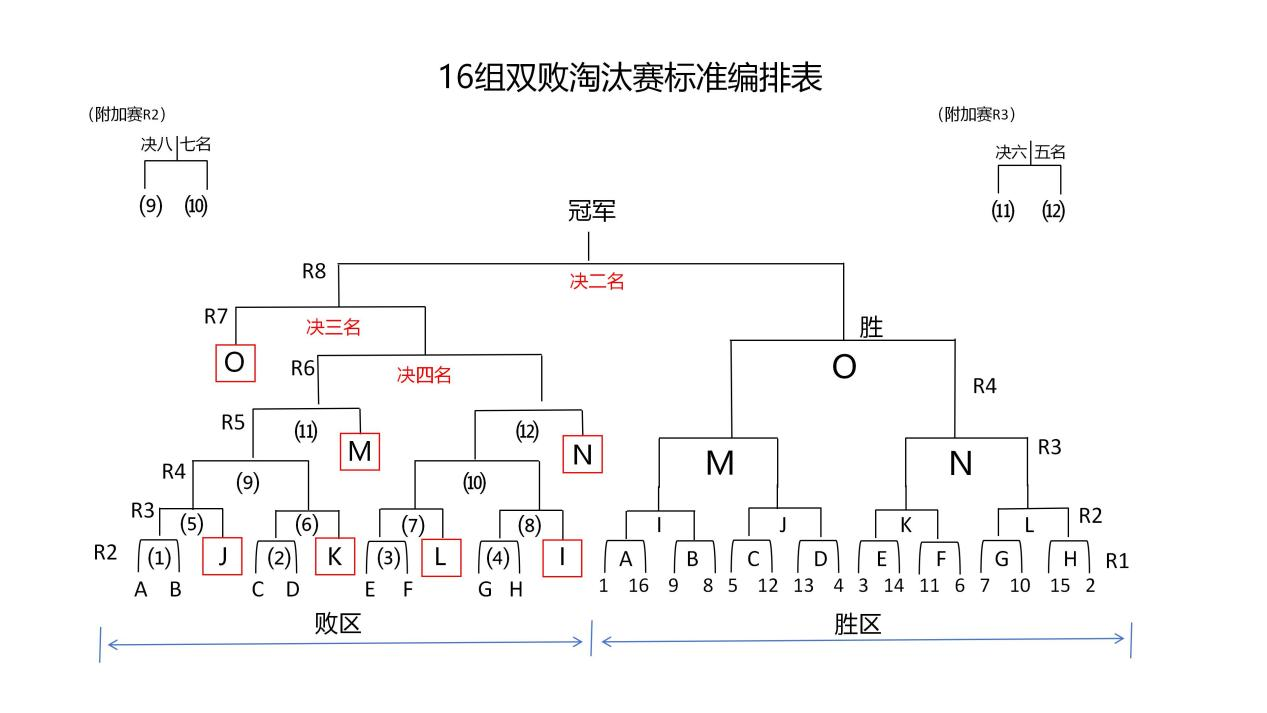 16组双败淘汰赛标准编排表
（附加赛R2）
（附加赛R3）
决八 七名
决六 五名
(9) (10)
(11) (12)
冠军
R8
决二名
R7
决三名
胜
O
O
R6
决四名
R4
R5
(11)
M
(12)
N
M
N
R3
R4
(9)
(10)
R3
(5)
(6)
(7)
(8)
I
J
K
L
R2
R2
(1)
J
(2)
K
(3)
L
(4)
I
A
B
C
D
E
F
G
H
R1
A B C D E F G H
1 16 9 8 5 12 13 4 3 14 11 6 7 10 15 2
败区
胜区